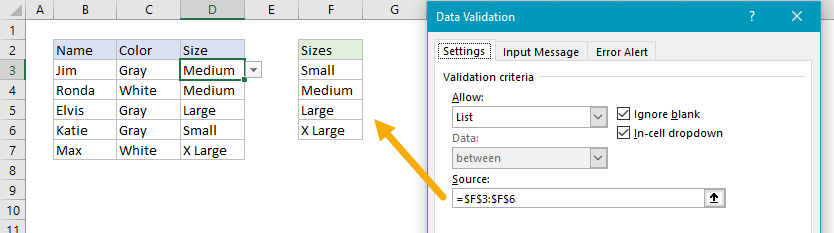 A B C D E F G
1
2 Name Color Size Sizes
3 Jim Gray Medium Small
4 Ronda White Medium Medium
5 Elvis Gray Large Large
6 Katie Gray Small X Large
7 Max White X Large
8
9
10
11
Data Validation ? ×
Settings Input Message Error Alert
Validation criteria
Allow:
List Ignore blank
In-cell dropdown
Data:
between
Source:
=$F$3:$F$6